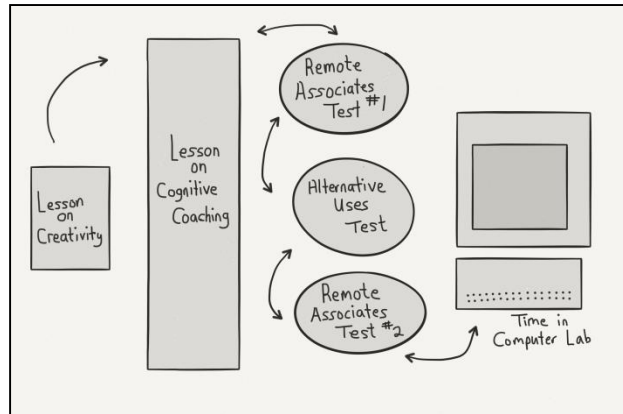 Lesson
on
Creativity
Lesson
on
Cognitive
Coaching
Remote
Associates
Test #1
Alternative
Uses
Test
Remote
Associates
Test #2
Time in
Computer Lab